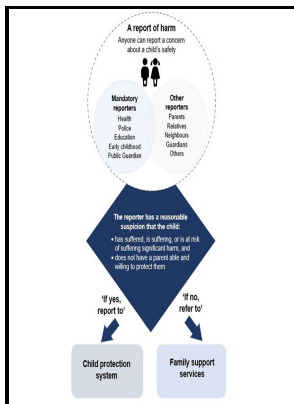 A report of harm
Anyone can report a concern
about a child's safety
Mandatory
reporters
Health
Police
Education
Early childhood
Public Guardian
Other
reporters
Parents
Relatives
Neighbours
Guardians
Others
The reporter has a reasonable
suspicion that the child:
• has suffered, is suffering, or is at risk
of suffering significant harm, and
• does not have a parent able and
willing to protect them
'If yes,
report to'
'If no,
refer to'
Child protection
system
Family support
services